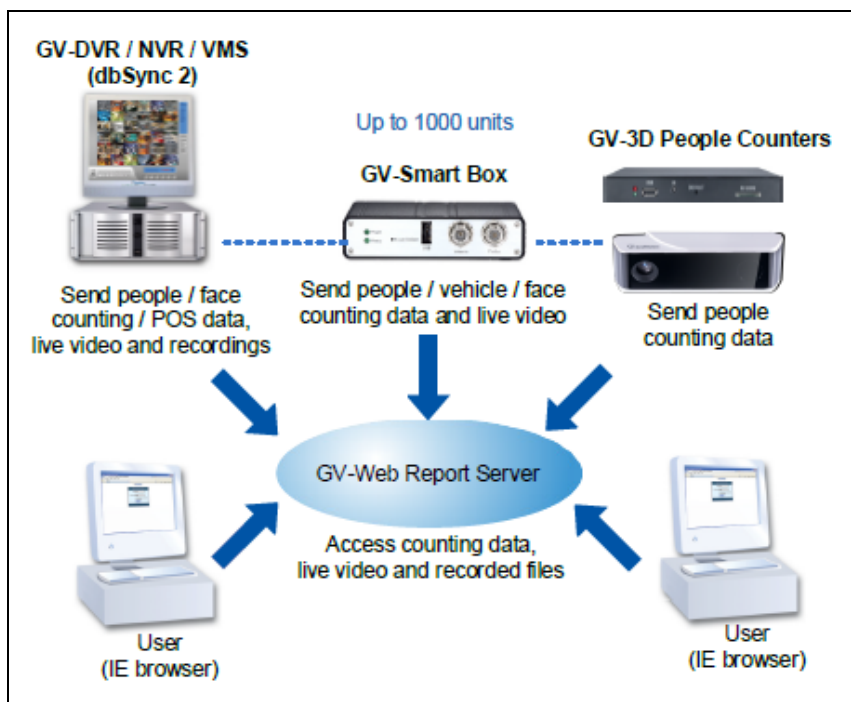 GV-DVR / NVR / VMS
(dbSync 2)
Up to 1000 units
GV-Smart Box
GV-3D People Counters
Send people / face
counting / POS data,
live video and recordings
Send people / vehicle / face
counting data and live video
Send people
counting data
GV-Web Report Server
Access counting data,
live video and recorded files
User
(IE browser)
User
(IE browser)